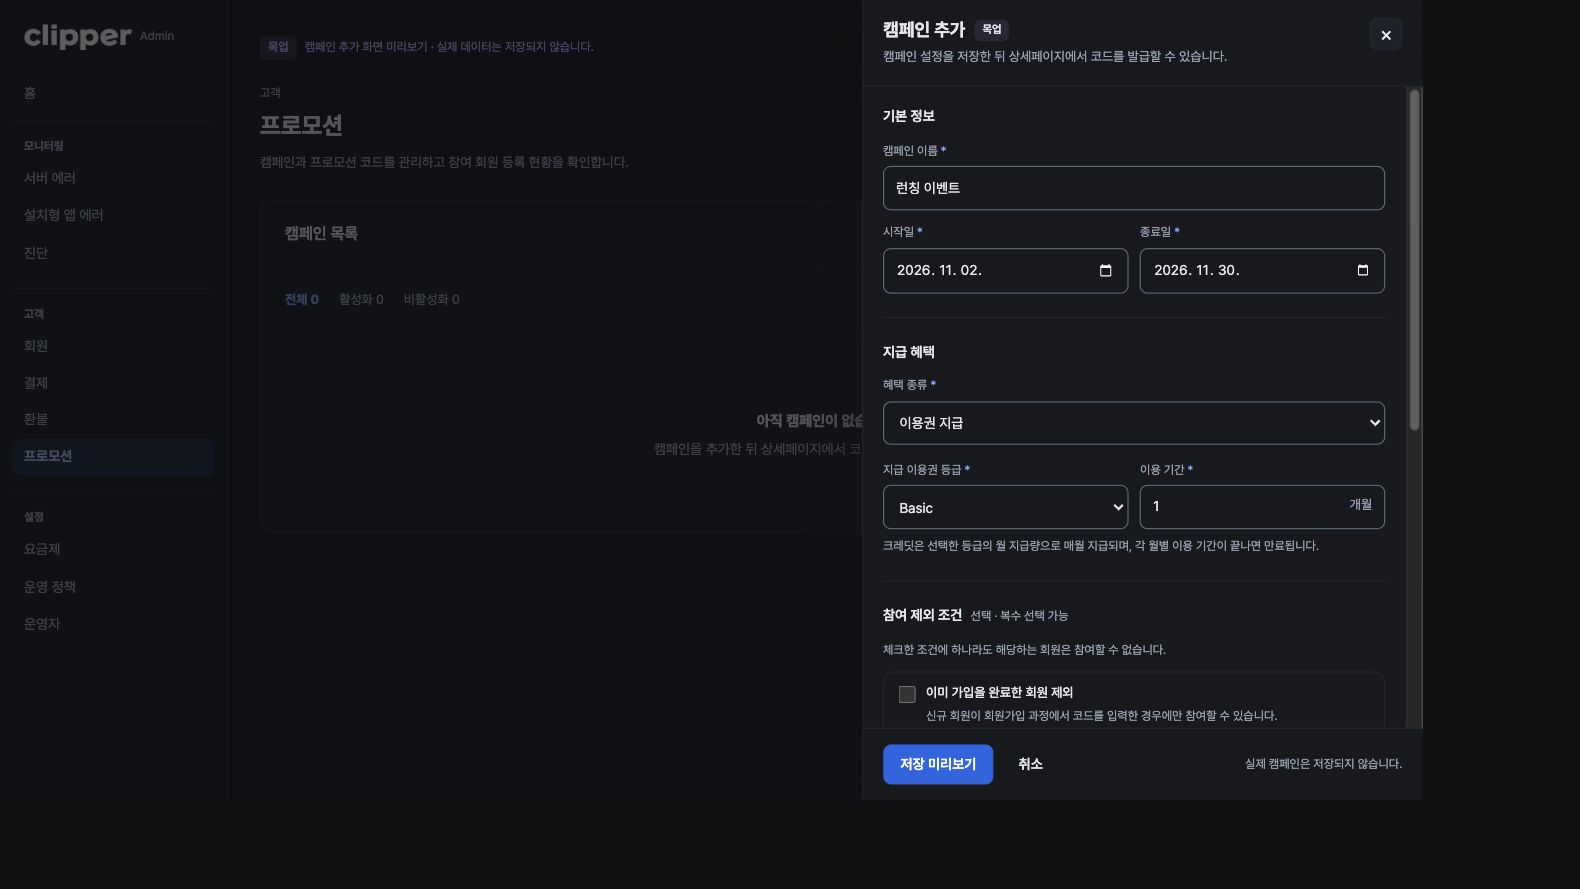 clipper Admin
홈
모니터링
서버 에러
설치형 앱 에러
진단
고객
회원
결제
환불
프로모션
설정
요금제
운영 정책
운영자
목업 캠페인 추가 화면 미리보기 · 실제 데이터는 저장되지 않습니다.
고객
프로모션
캠페인과 프로모션 코드를 관리하고 참여 회원 등록 현황을 확인합니다.
캠페인 목록
전체 0 활성화 0 비활성화 0
아직 캠페인이 없습
캠페인을 추가한 뒤 상세페이지에서 코
캠페인 추가 목업
캠페인 설정을 저장한 뒤 상세페이지에서 코드를 발급할 수 있습니다.
기본 정보
캠페인 이름 *
런칭 이벤트
시작일 * 종료일 *
2026. 11. 02. 2026. 11. 30.
지급 혜택
혜택 종류 *
이용권 지급
지급 이용권 등급 * 이용 기간 *
Basic 1 개월
크레딧은 선택한 등급의 월 지급량으로 매월 지급되며, 각 월별 이용 기간이 끝나면 만료됩니다.
참여 제외 조건 선택 · 복수 선택 가능
체크한 조건에 하나라도 해당하는 회원은 참여할 수 없습니다.
이미 가입을 완료한 회원 제외
신규 회원이 회원가입 과정에서 코드를 입력한 경우에만 참여할 수 있습니다.
저장 미리보기 취소 실제 캠페인은 저장되지 않습니다.